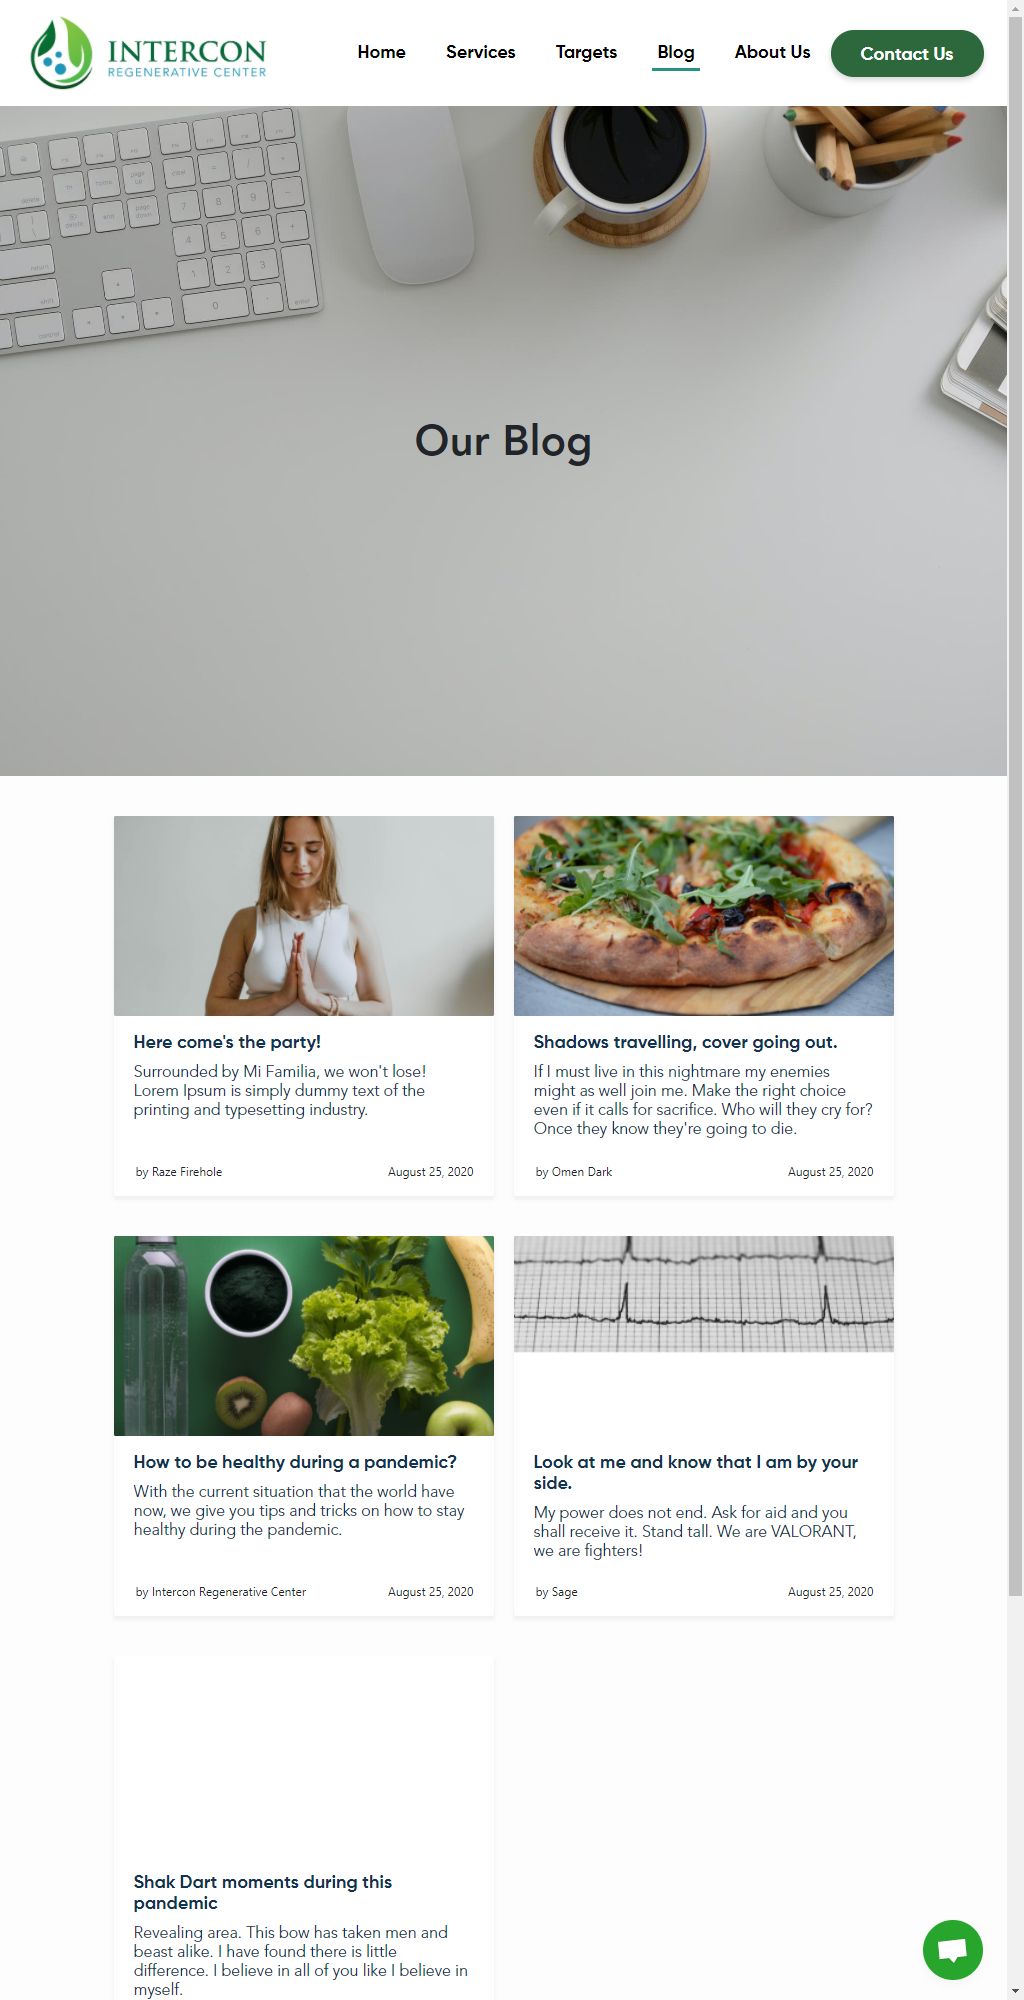 INTERCON
REGENERATIVE CENTER
Home
Services
Targets
Blog
About Us
Contact Us
Our Blog
Here come's the party!
Surrounded by Mi Familia, we won't lose!
Lorem Ipsum is simply dummy text of the
printing and typesetting industry.
by Raze Firehole
August 25, 2020
Shadows travelling, cover going out.
If I must live in this nightmare my enemies
might as well join me. Make the right choice
even if it calls for sacrifice. Who will they cry for?
Once they know they're going to die.
by Omen Dark
August 25, 2020
How to be healthy during a pandemic?
With the current situation that the world have
now, we give you tips and tricks on how to stay
healthy during the pandemic.
by Intercon Regenerative Center
August 25, 2020
Look at me and know that I am by your
side.
My power does not end. Ask for aid and you
shall receive it. Stand tall. We are VALORANT,
we are fighters!
by Sage
August 25, 2020
Shak Dart moments during this
pandemic
Revealing area. This bow has taken men and
beast alike. I have found there is little
difference. I believe in all of you like I believe in
myself.